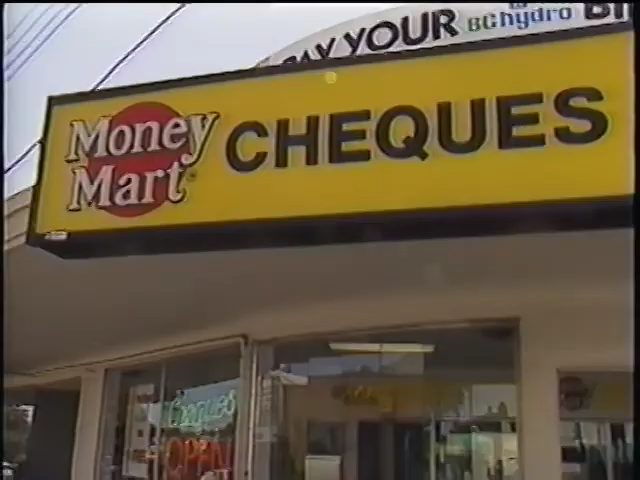 PAY YOUR BChydro
Money
Mart
CHEQUES
Cheques
OPEN